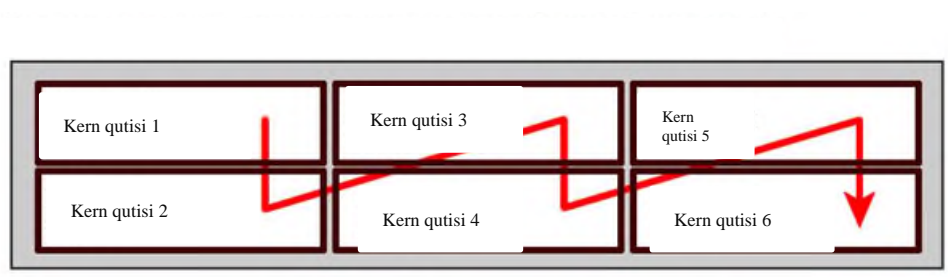 Kern qutisi 1
Kern qutisi 2
Kern qutisi 3
Kern qutisi 4
Kern
qutisi 5
Kern qutisi 6